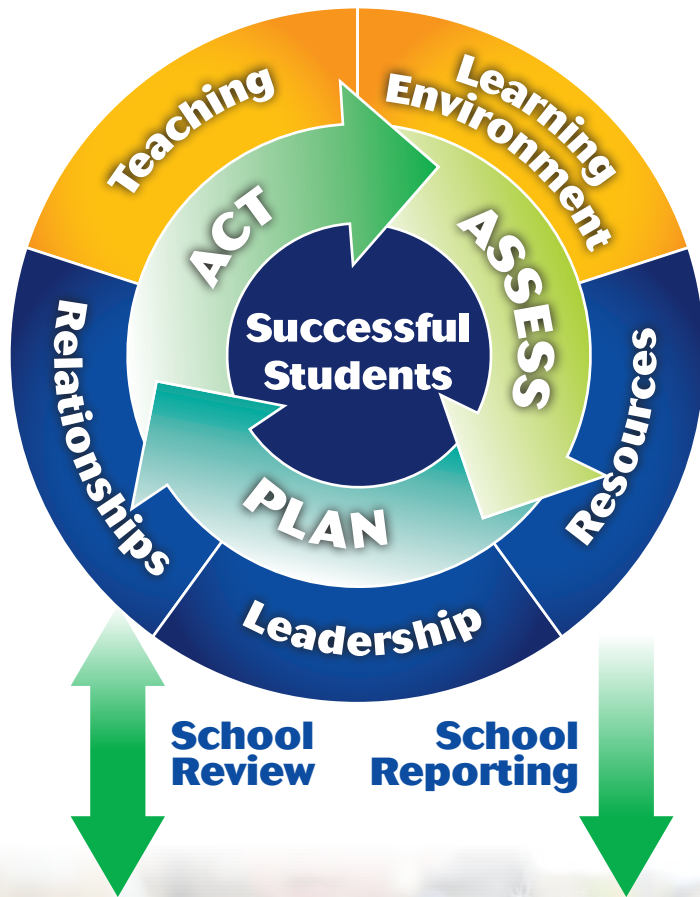 Teaching
Learning
Environment
ACT
ASSESS
Successful
Students
Relationships
Resources
PLAN
Leadership
School
Review
School
Reporting